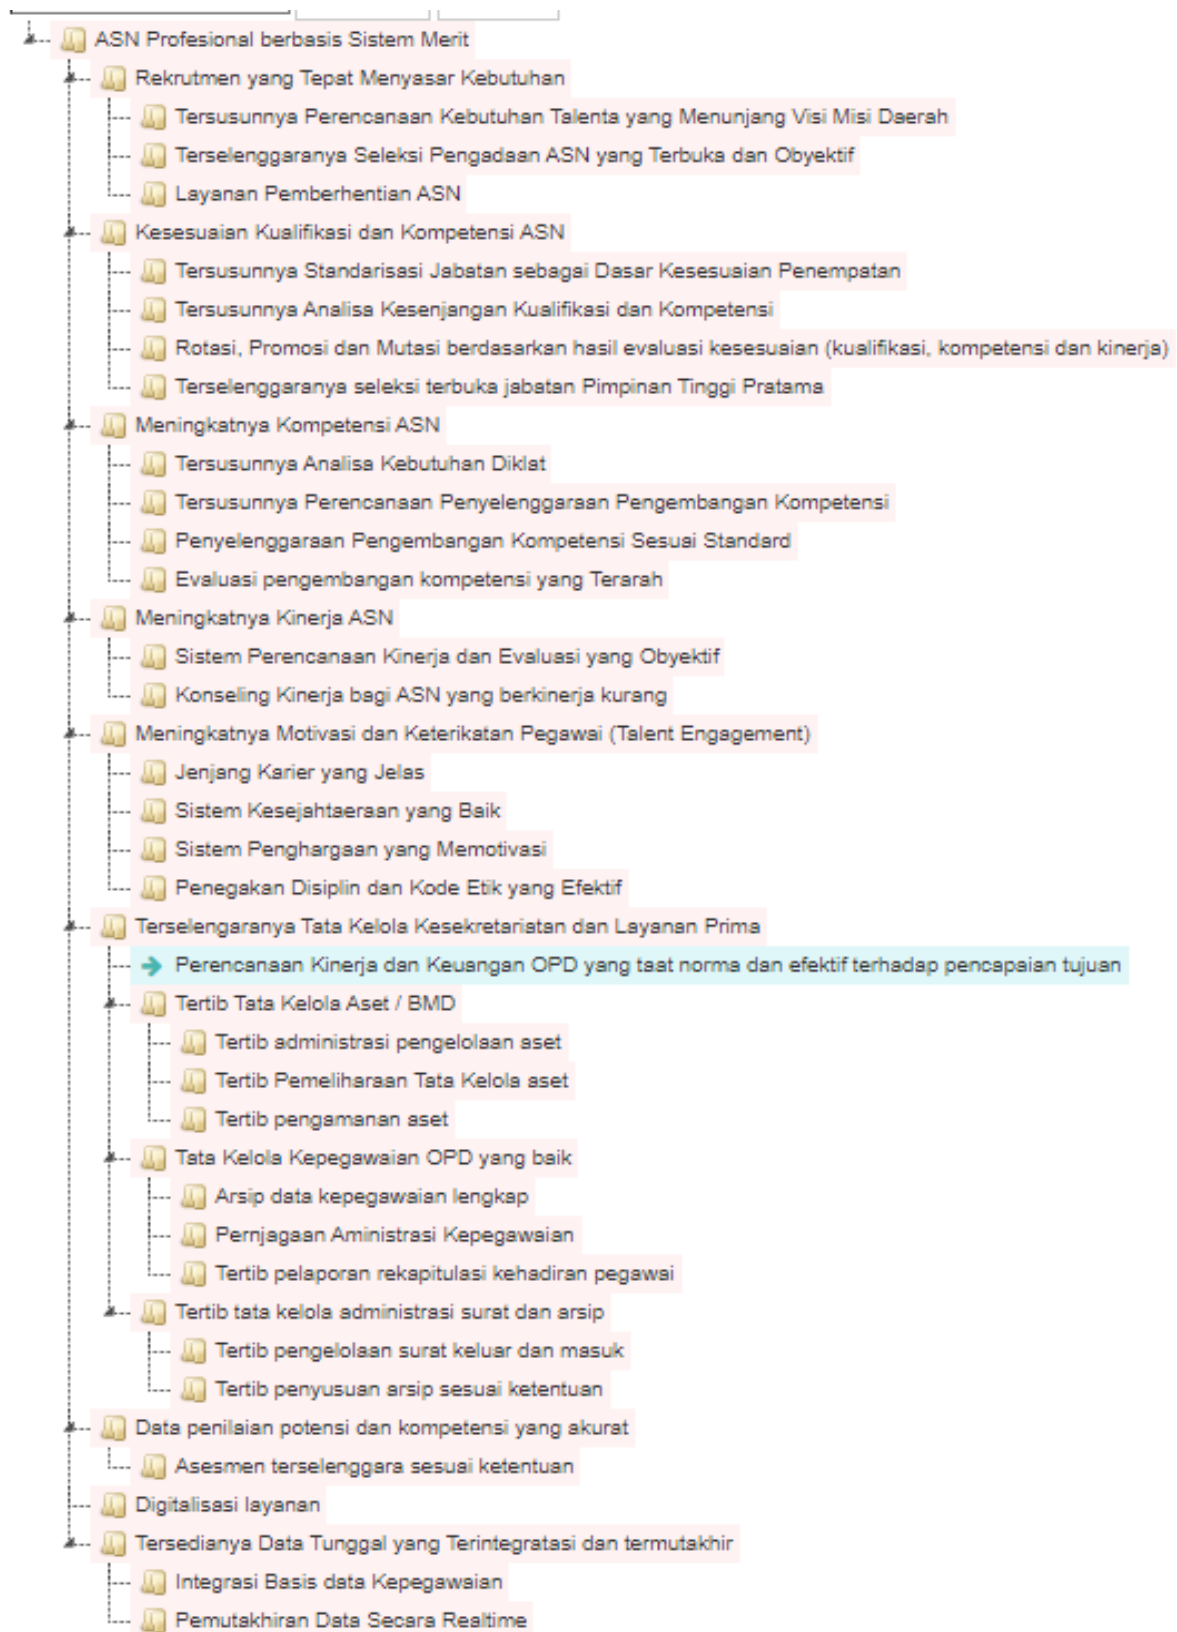 ASN Profesional berbasis Sistem Merit
Rekrutmen yang Tepat Menyasar Kebutuhan
Tersusunnya Perencanaan Kebutuhan Talenta yang Menunjang Visi Misi Daerah
Terselenggaranya Seleksi Pengadaan ASN yang Terbuka dan Obyektif
Layanan Pemberhentian ASN
Kesesuaian Kualifikasi dan Kompetensi ASN
Tersusunnya Standarisasi Jabatan sebagai Dasar Kesesuaian Penempatan
Tersusunnya Analisa Kesenjangan Kualifikasi dan Kompetensi
Rotasi, Promosi dan Mutasi berdasarkan hasil evaluasi kesesuaian (kualifikasi, kompetensi dan kinerja)
Terselenggaranya seleksi terbuka jabatan Pimpinan Tinggi Pratama
Meningkatnya Kompetensi ASN
Tersusunnya Analisa Kebutuhan Diklat
Tersusunnya Perencanaan Penyelenggaraan Pengembangan Kompetensi
Penyelenggaraan Pengembangan Kompetensi Sesuai Standard
Evaluasi pengembangan kompetensi yang Terarah
Meningkatnya Kinerja ASN
Sistem Perencanaan Kinerja dan Evaluasi yang Obyektif
Konseling Kinerja bagi ASN yang berkinerja kurang
Meningkatnya Motivasi dan Keterikatan Pegawai (Talent Engagement)
Jenjang Karier yang Jelas
Sistem Kesejahtaeraan yang Baik
Sistem Penghargaan yang Memotivasi
Penegakan Disiplin dan Kode Etik yang Efektif
Terselengaranya Tata Kelola Kesekretariatan dan Layanan Prima
Perencanaan Kinerja dan Keuangan OPD yang taat norma dan efektif terhadap pencapaian tujuan
Tertib Tata Kelola Aset / BMD
Tertib administrasi pengelolaan aset
Tertib Pemeliharaan Tata Kelola aset
Tertib pengamanan aset
Tata Kelola Kepegawaian OPD yang baik
Arsip data kepegawaian lengkap
Pernjagaan Aministrasi Kepegawaian
Tertib pelaporan rekapitulasi kehadiran pegawai
Tertib tata kelola administrasi surat dan arsip
Tertib pengelolaan surat keluar dan masuk
Tertib penyusuan arsip sesuai ketentuan
Data penilaian potensi dan kompetensi yang akurat
Asesmen terselenggara sesuai ketentuan
Digitalisasi layanan
Tersedianya Data Tunggal yang Terintegratasi dan termutakhir
Integrasi Basis data Kepegawaian
Pemutakhiran Data Secara Realtime